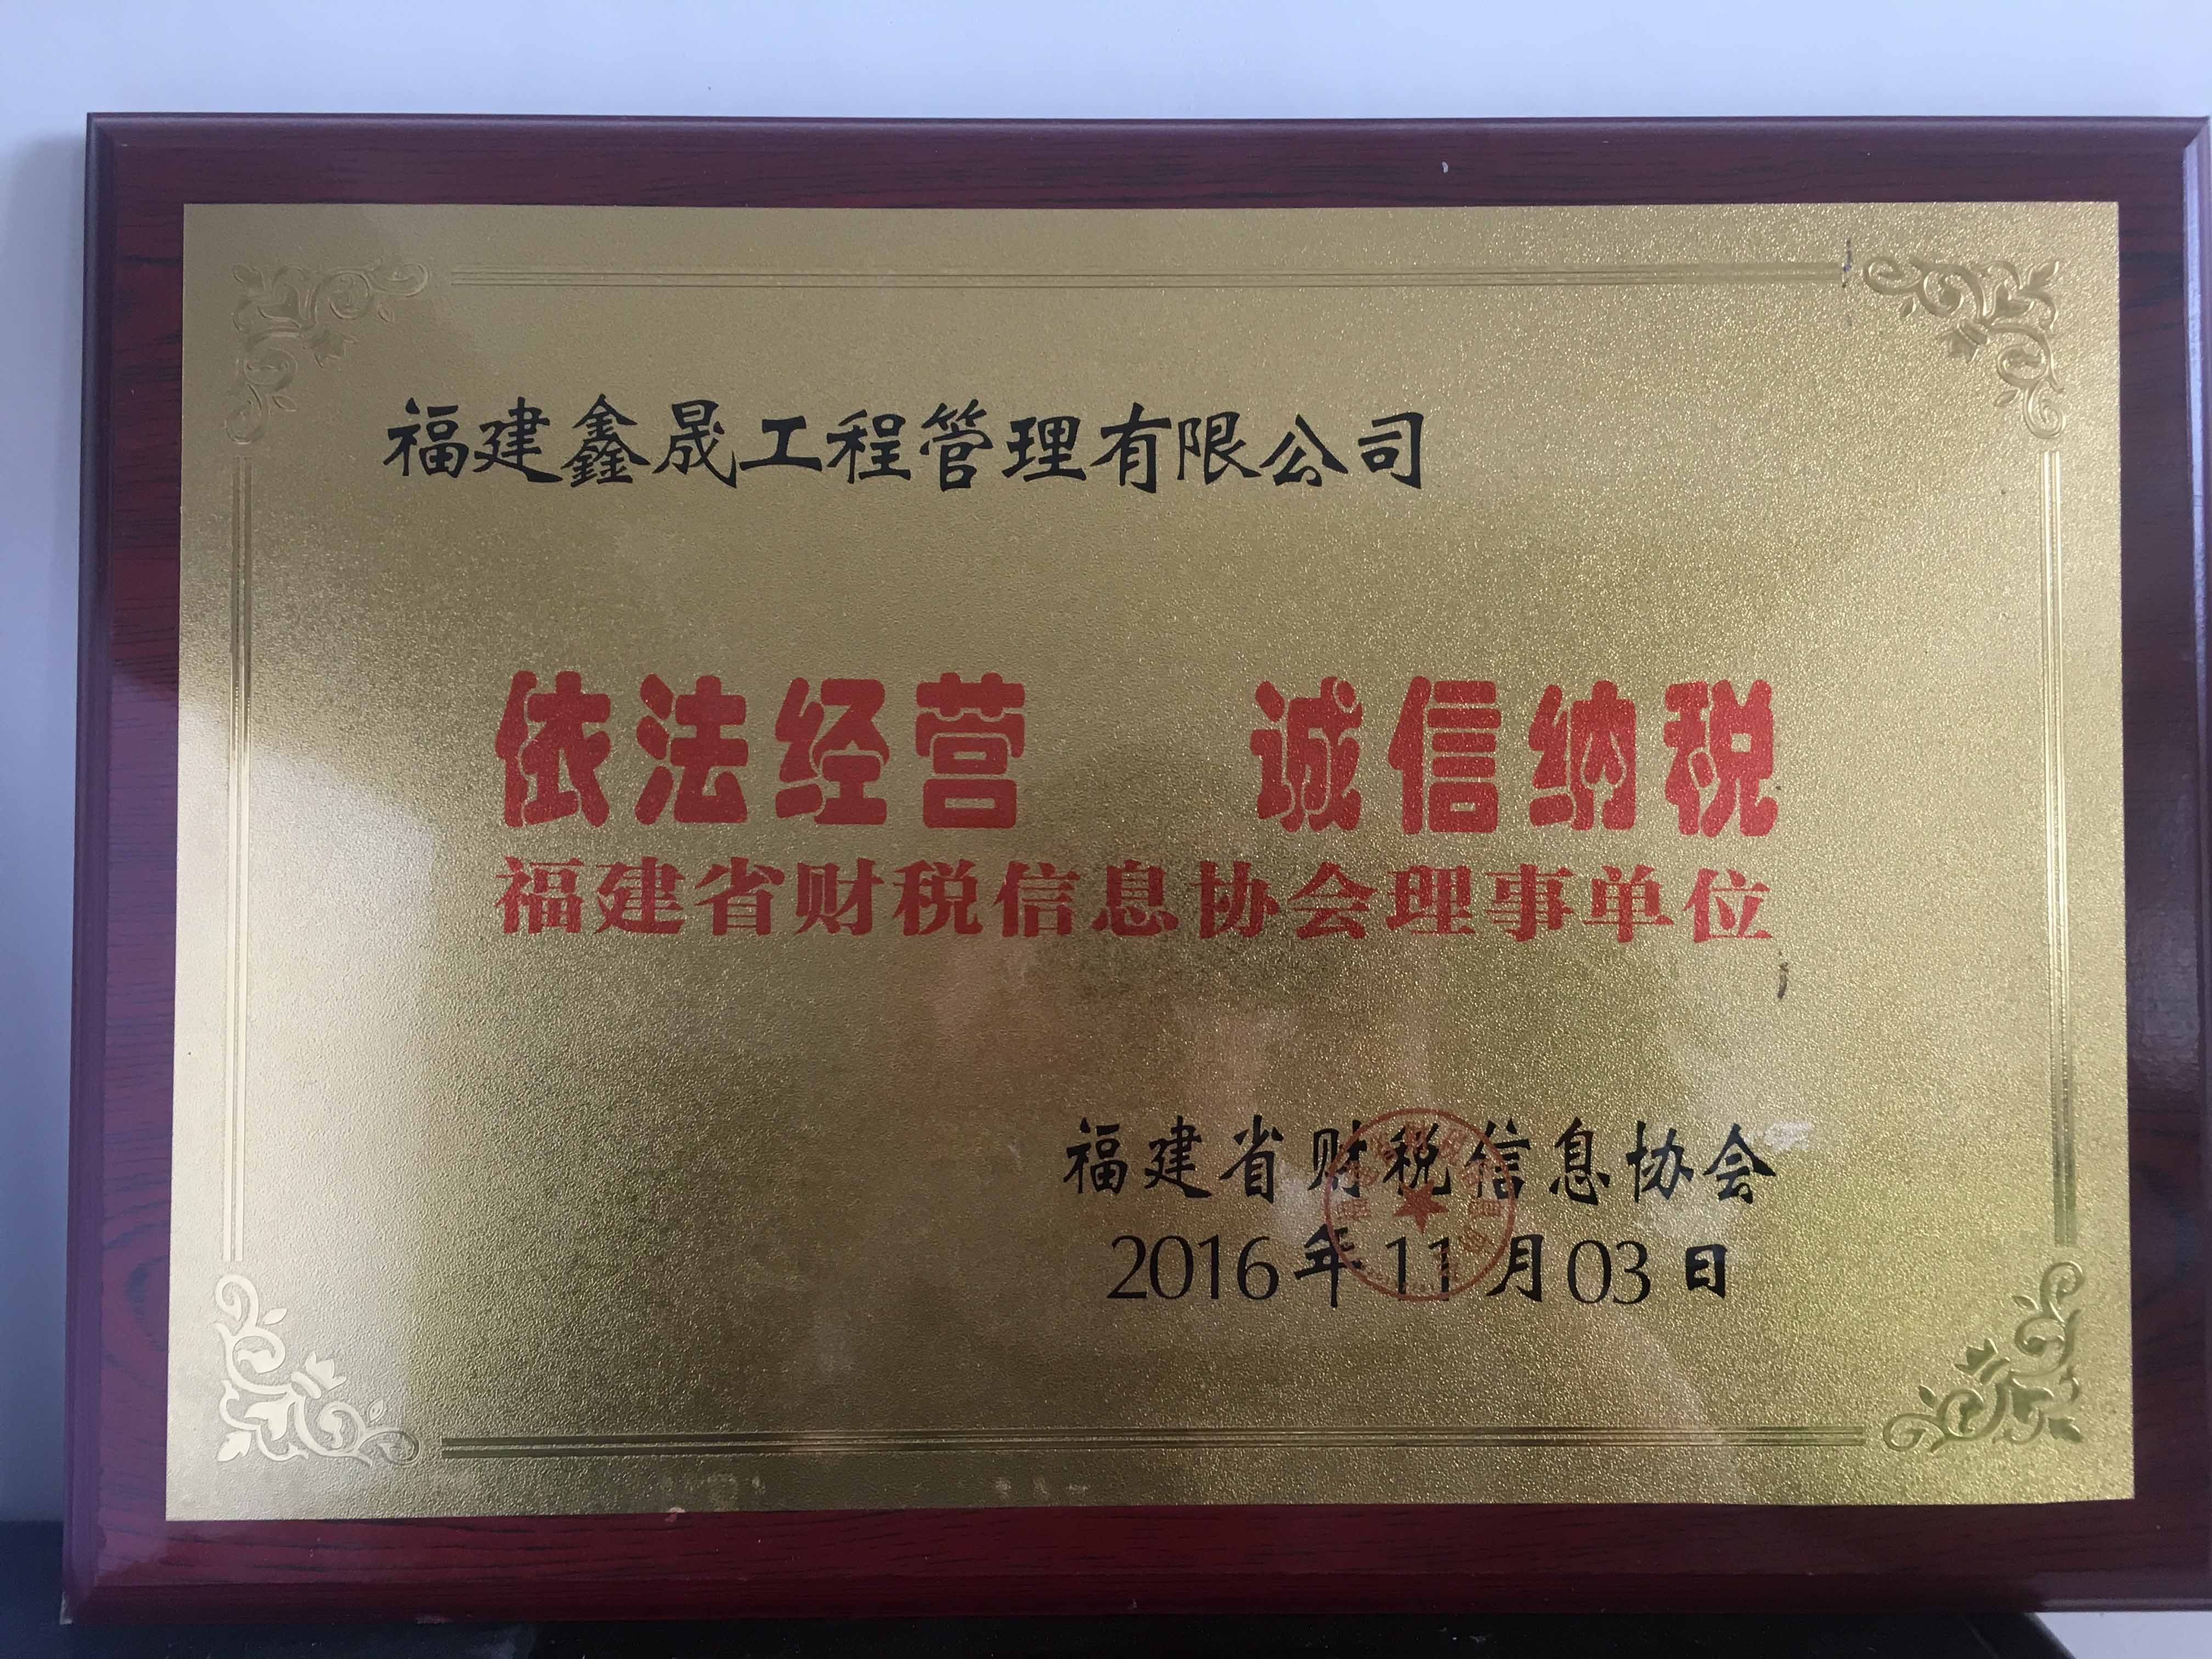 福建鑫晟工程管理有限公司
依法经营 诚信纳税
福建省财税信息协会理事单位
福建省财税信息协会
2016年11月03日